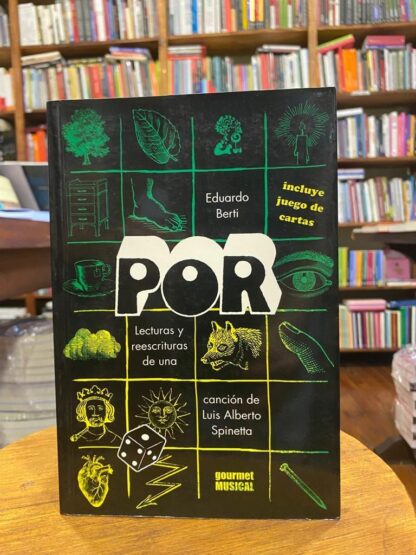 Eduardo
Berti
incluye
juego de
cartas
POR
Lecturas y
reescrituras
de una
canción de
Luis Alberto
Spinetta
gourmet
MUSICAL